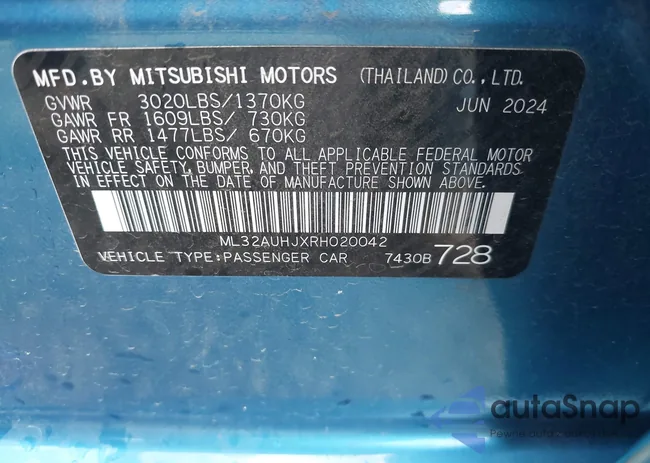 MFD.BY MITSUBISHI MOTORS (THAILAND) CO., LTD.
GVWR 3020LBS/1370KG JUN 2024
GAWR FR 1609LBS/ 730KG
GAWR RR 1477LBS/ 670KG
THIS VEHICLE CONFORMS TO ALL APPLICABLE FEDERAL MOTOR
VEHICLE SAFETY, BUMPER, AND THEFT PREVENTION STANDARDS
IN EFFECT ON THE DATE OF MANUFACTURE SHOWN ABOVE.
ML32AUHJXRH020042
VEHICLE TYPE:PASSENGER CAR 7430B 728
autaSnap